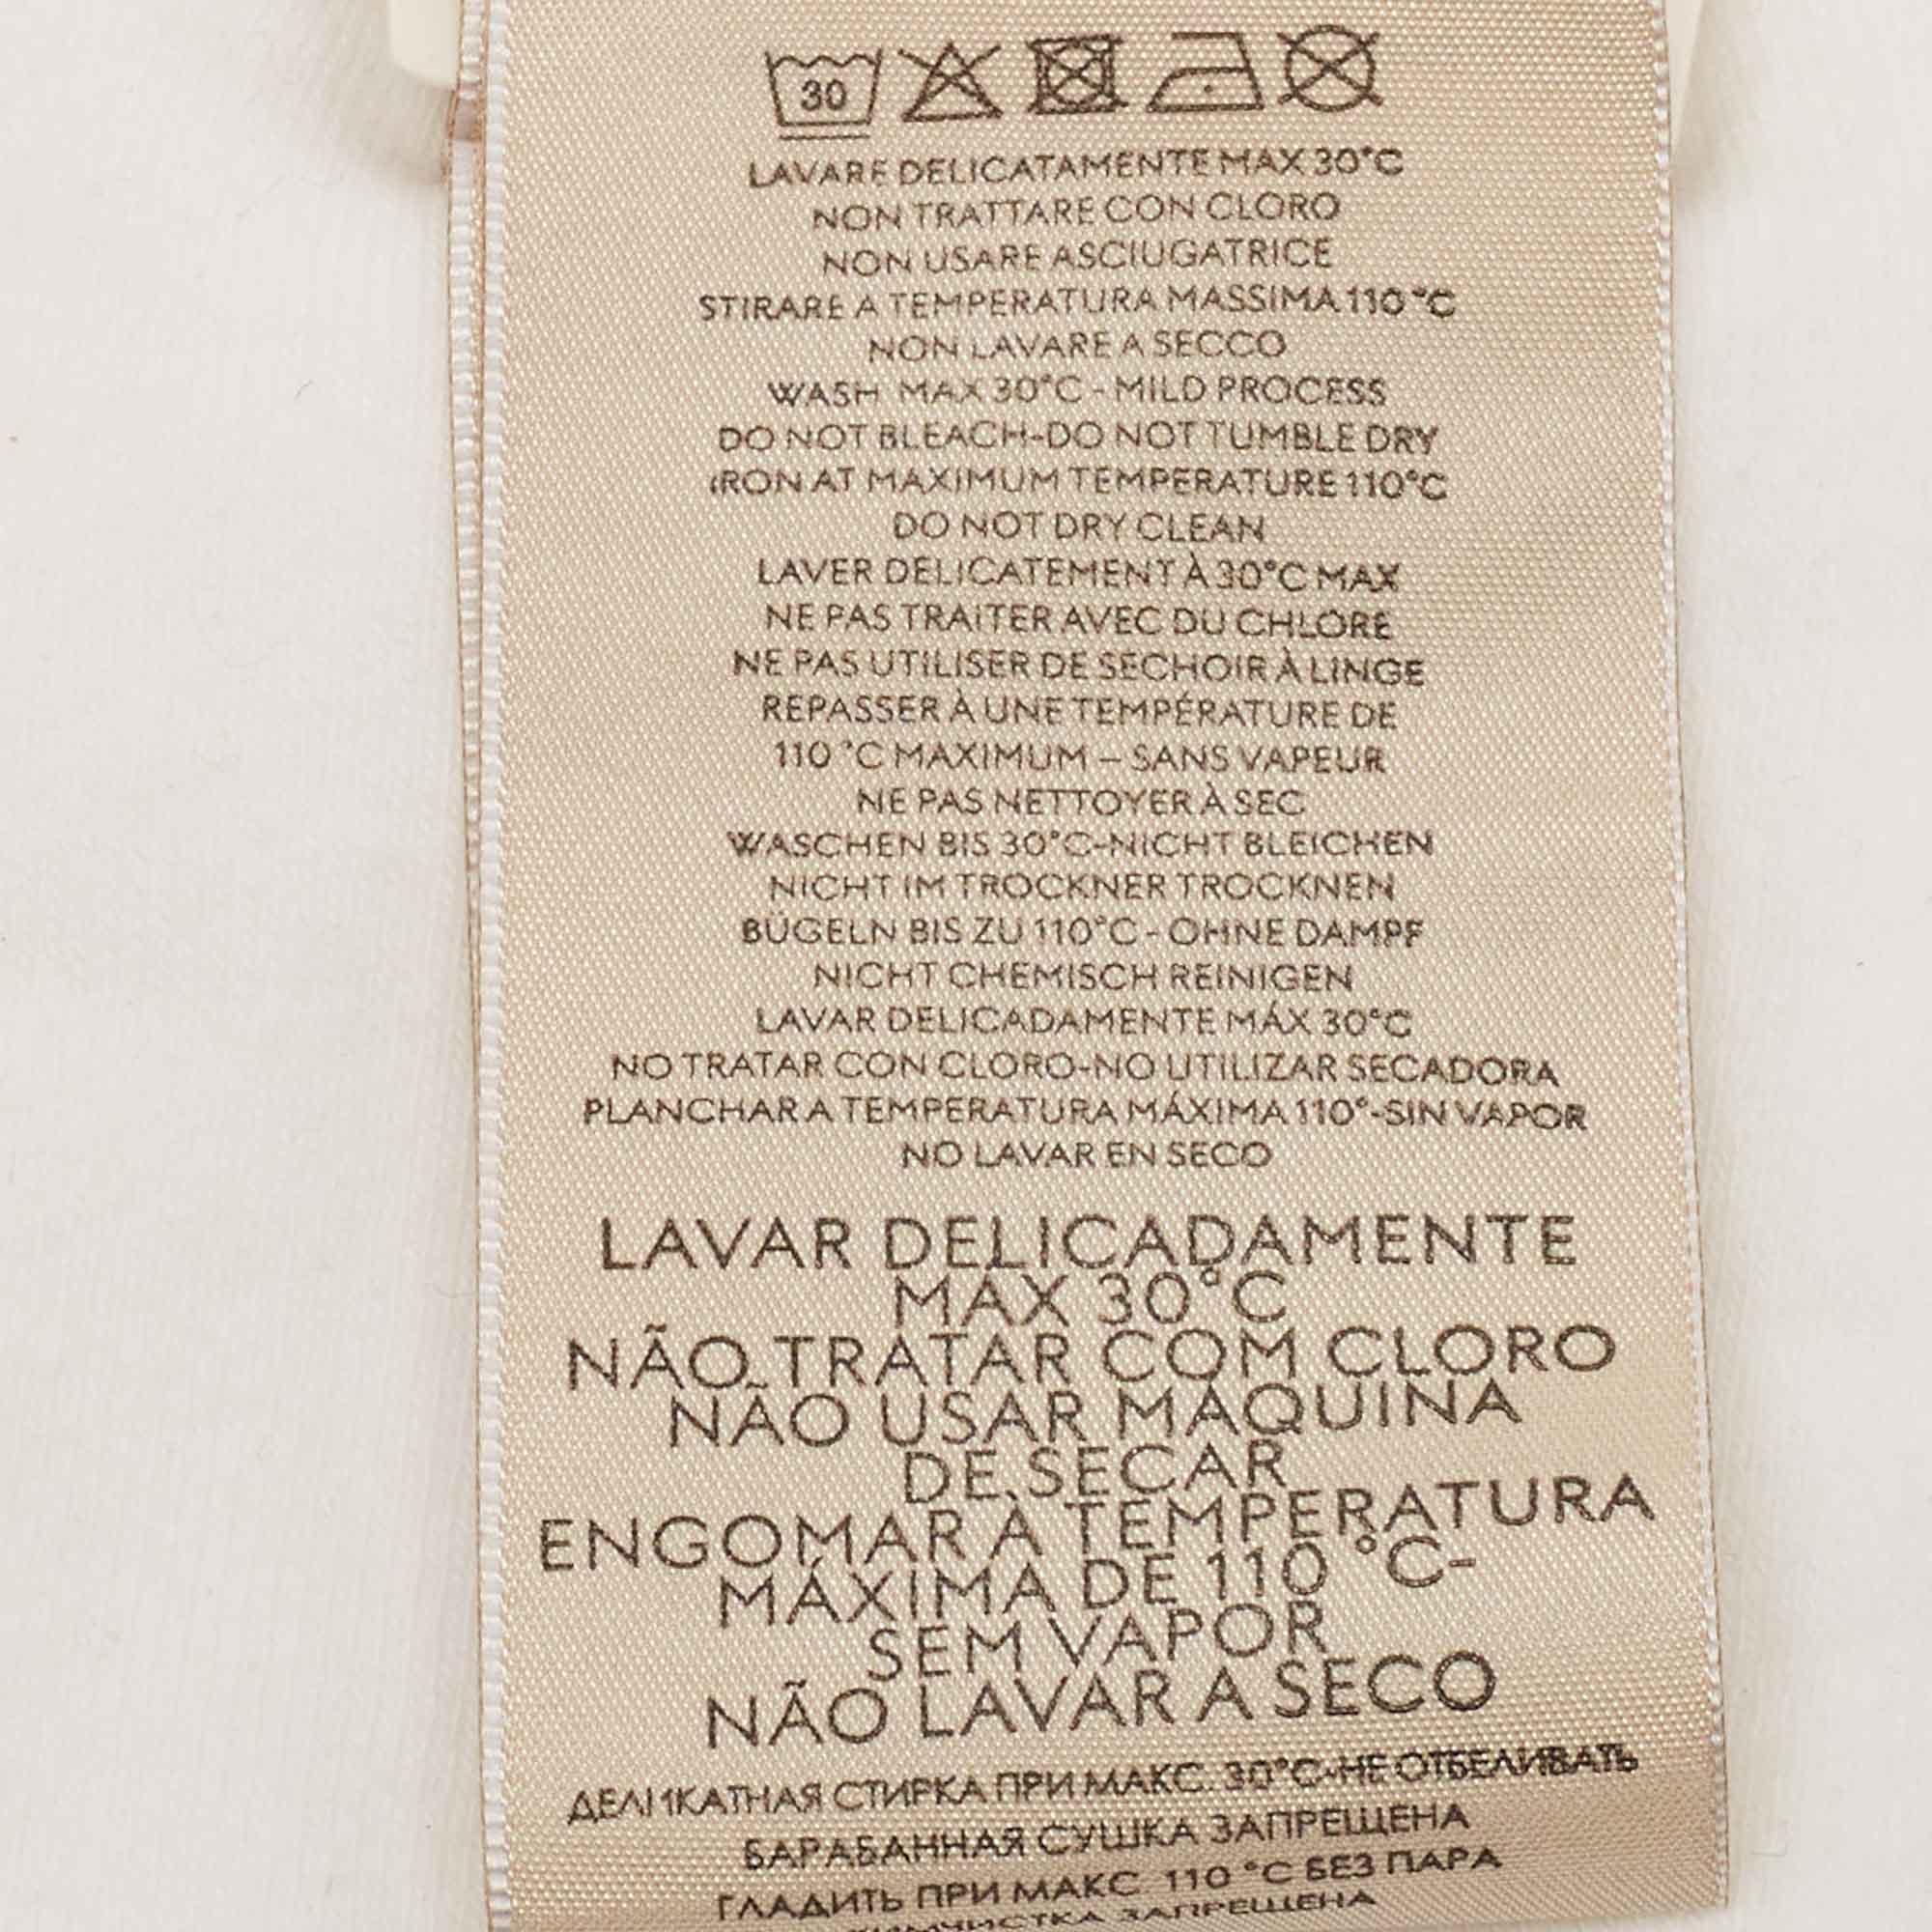 30
LAVARE DELICATAMENTE MAX 30°C
NON TRATTARE CON CLORO
NON USARE ASCIUGATRICE
STIRARE A TEMPERATURA MASSIMA 110 °C
NON LAVARE A SECCO
WASH MAX 30°C - MILD PROCESS
DO NOT BLEACH-DO NOT TUMBLE DRY
IRON AT MAXIMUM TEMPERATURE 110°C
DO NOT DRY CLEAN
LAVER DELICATEMENT À 30°C MAX
NE PAS TRAITER AVEC DU CHLORE
NE PAS UTILISER DE SECHOIR À LINGE
REPASSER À UNE TEMPÉRATURE DE
110 °C MAXIMUM – SANS VAPEUR
NE PAS NETTOYER À SEC
WASCHEN BIS 30°C-NICHT BLEICHEN
NICHT IM TROCKNER TROCKNEN
BÜGELN BIS ZU 110°C - OHNE DAMPF
NICHT CHEMISCH REINIGEN
LAVAR DELICADAMENTE MÁX 30°C
NO TRATAR CON CLORO-NO UTILIZAR SECADORA
PLANCHAR A TEMPERATURA MÁXIMA 110°-SIN VAPOR
NO LAVAR EN SECO
LAVAR DELICADAMENTE
MÁX 30°C
NÃO TRATAR COM CLORO
NÃO USAR MÁQUINA
DE SECAR
ENGOMAR À TEMPERATURA
MÁXIMA DE 110 °C-
SEM VAPOR
NÃO LAVAR A SECO
ДЕЛИКАТНАЯ СТИРКА ПРИ МАКС. 30°C-НЕ ОТБЕЛИВАТЬ
БАРАБАННАЯ СУШКА ЗАПРЕЩЕНА
ГЛАДИТЬ ПРИ МАКС 110 °C БЕЗ ПАРА
ХИМЧИСТКА ЗАПРЕЩЕНА